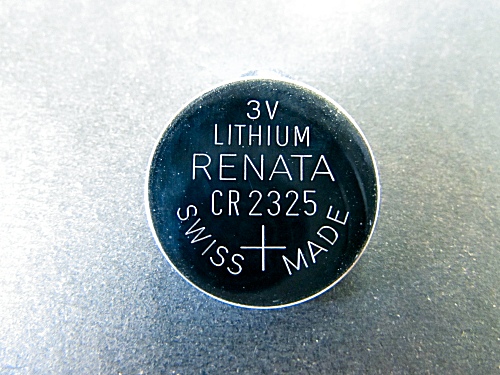 3V
LITHIUM
RENATA
CR 2325
SWISS + MADE